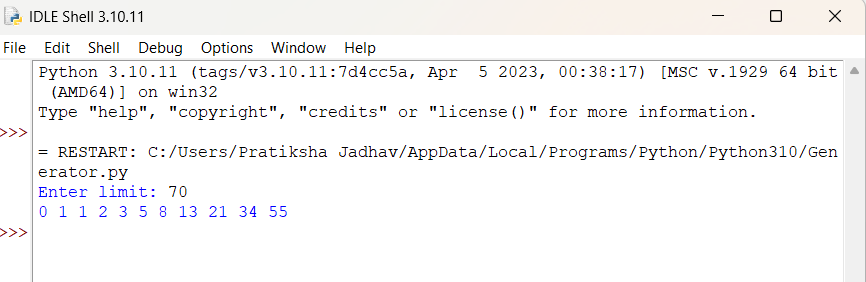 IDLE Shell 3.10.11
File Edit Shell Debug Options Window Help
Python 3.10.11 (tags/v3.10.11:7d4cc5a, Apr  5 2023, 00:38:17) [MSC v.1929 64 bit
 (AMD64)] on win32
Type "help", "copyright", "credits" or "license()" for more information.
>>>
= RESTART: C:/Users/Pratiksha Jadhav/AppData/Local/Programs/Python/Python310/Gen
erator.py
Enter limit: 70
0 1 1 2 3 5 8 13 21 34 55
>>>